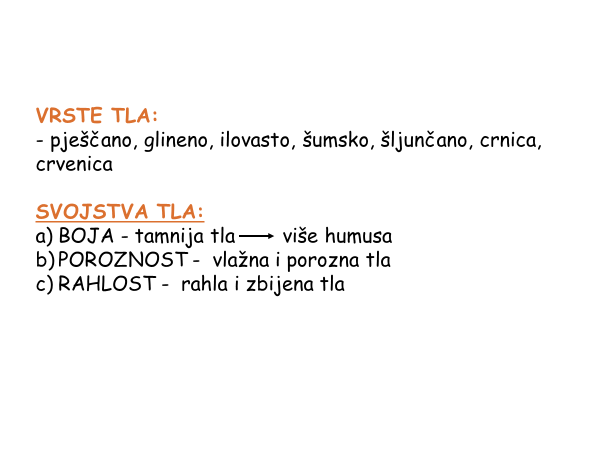 VRSTE TLA:
- pješčano, glineno, ilovasto, šumsko, šljunčano, crnica,
crvenica
SVOJSTVA TLA:
a) BOJA - tamnija tla → više humusa
b) POROZNOST - vlažna i porozna tla
c) RAHLOST - rahla i zbijena tla